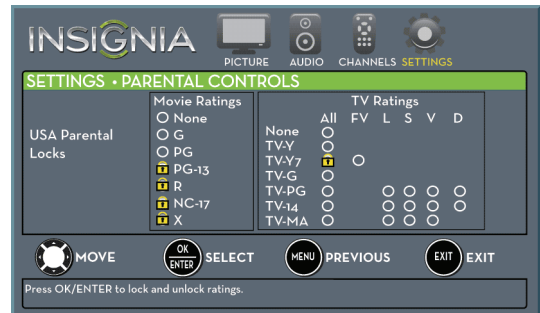 INSIGNIA
PICTURE AUDIO CHANNELS SETTINGS
SETTINGS • PARENTAL CONTROLS
USA Parental
Locks
Movie Ratings
None
G
PG
PG-13
R
NC-17
X
TV Ratings
All FV L S V D
None
TV-Y
TV-Y7
TV-G
TV-PG
TV-14
TV-MA
MOVE
OK
ENTER
SELECT
MENU PREVIOUS
EXIT EXIT
Press OK/ENTER to lock and unlock ratings.